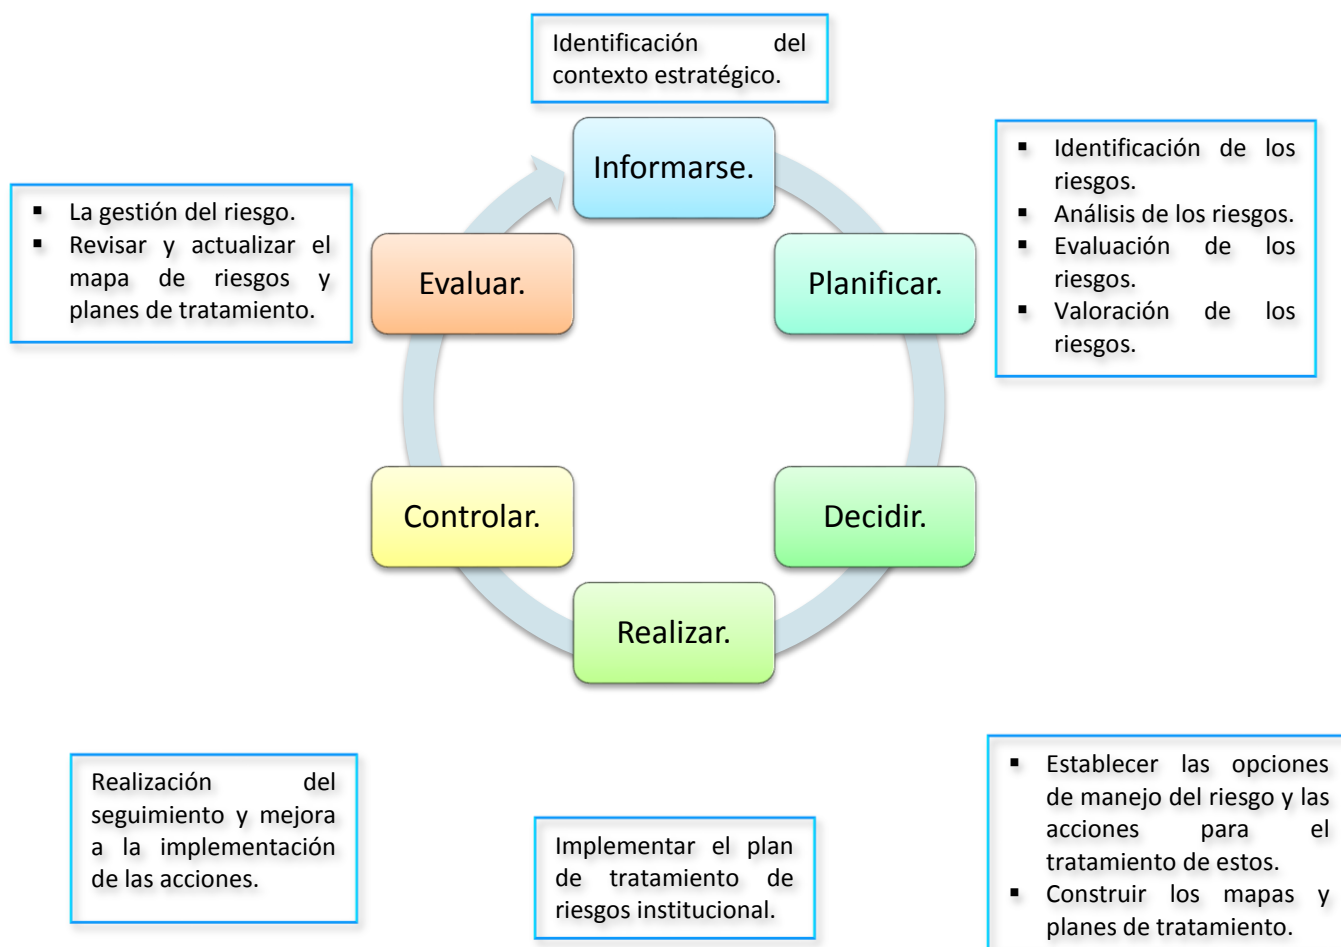 Identificación del
contexto estratégico.
Informarse.
▪ Identificación de los
riesgos.
▪ Análisis de los riesgos.
▪ Evaluación de los
riesgos.
▪ Valoración de los
riesgos.
▪ La gestión del riesgo.
▪ Revisar y actualizar el
mapa de riesgos y
planes de tratamiento.
Evaluar.
Planificar.
Controlar.
Decidir.
Realizar.
Realización del
seguimiento y mejora
a la implementación
de las acciones.
Implementar el plan
de tratamiento de
riesgos institucional.
▪ Establecer las opciones
de manejo del riesgo y las
acciones para el
tratamiento de estos.
▪ Construir los mapas y
planes de tratamiento.